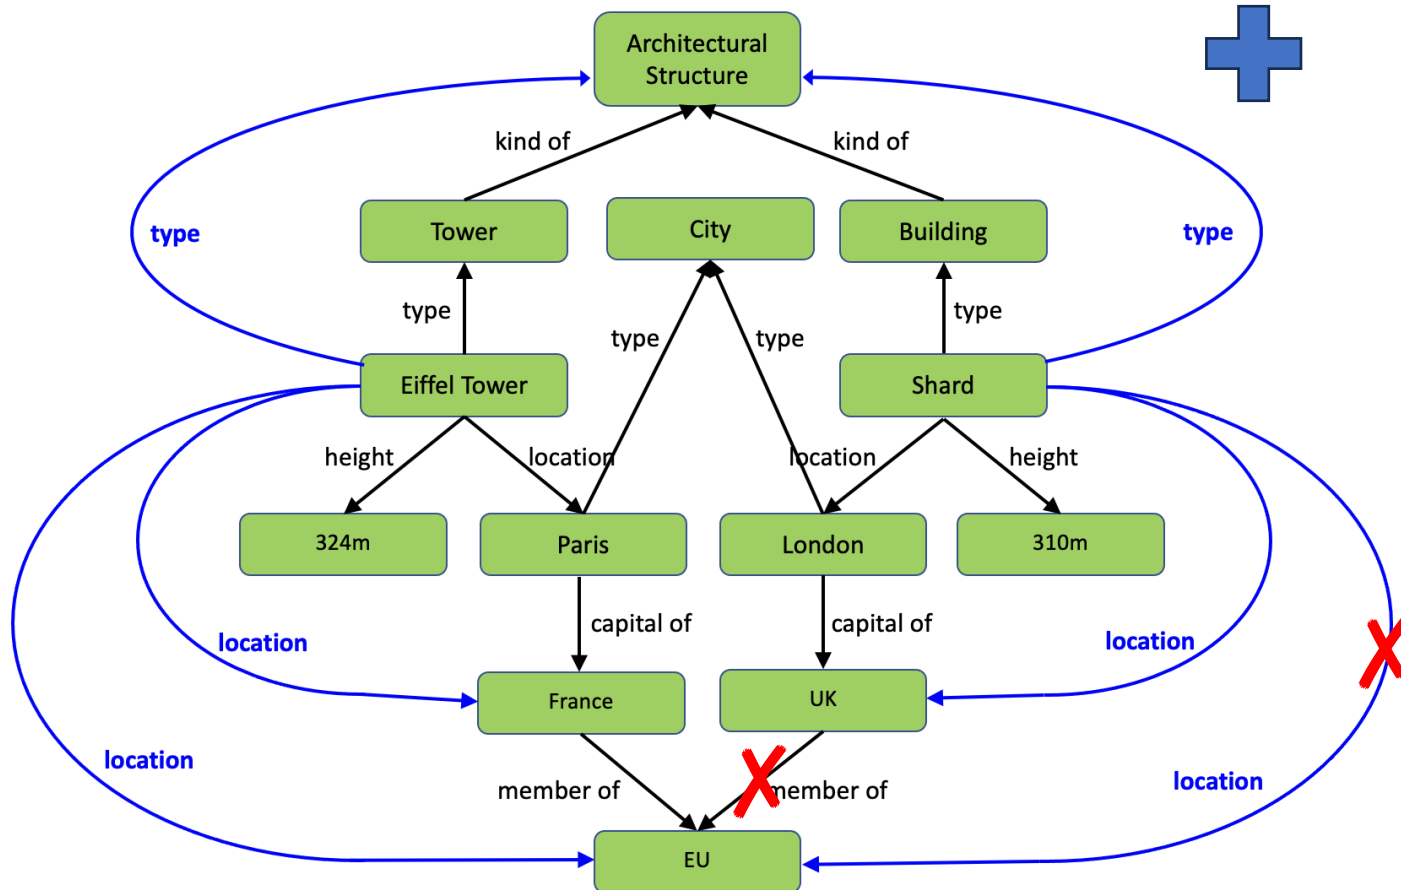 Architectural
Structure
kind of
kind of
Tower
City
Building
type
type
type
type
type
type
Eiffel Tower
Shard
height
location
location
height
324m
Paris
London
310m
capital of
capital of
location
location
France
UK
location
member of
member of
location
EU